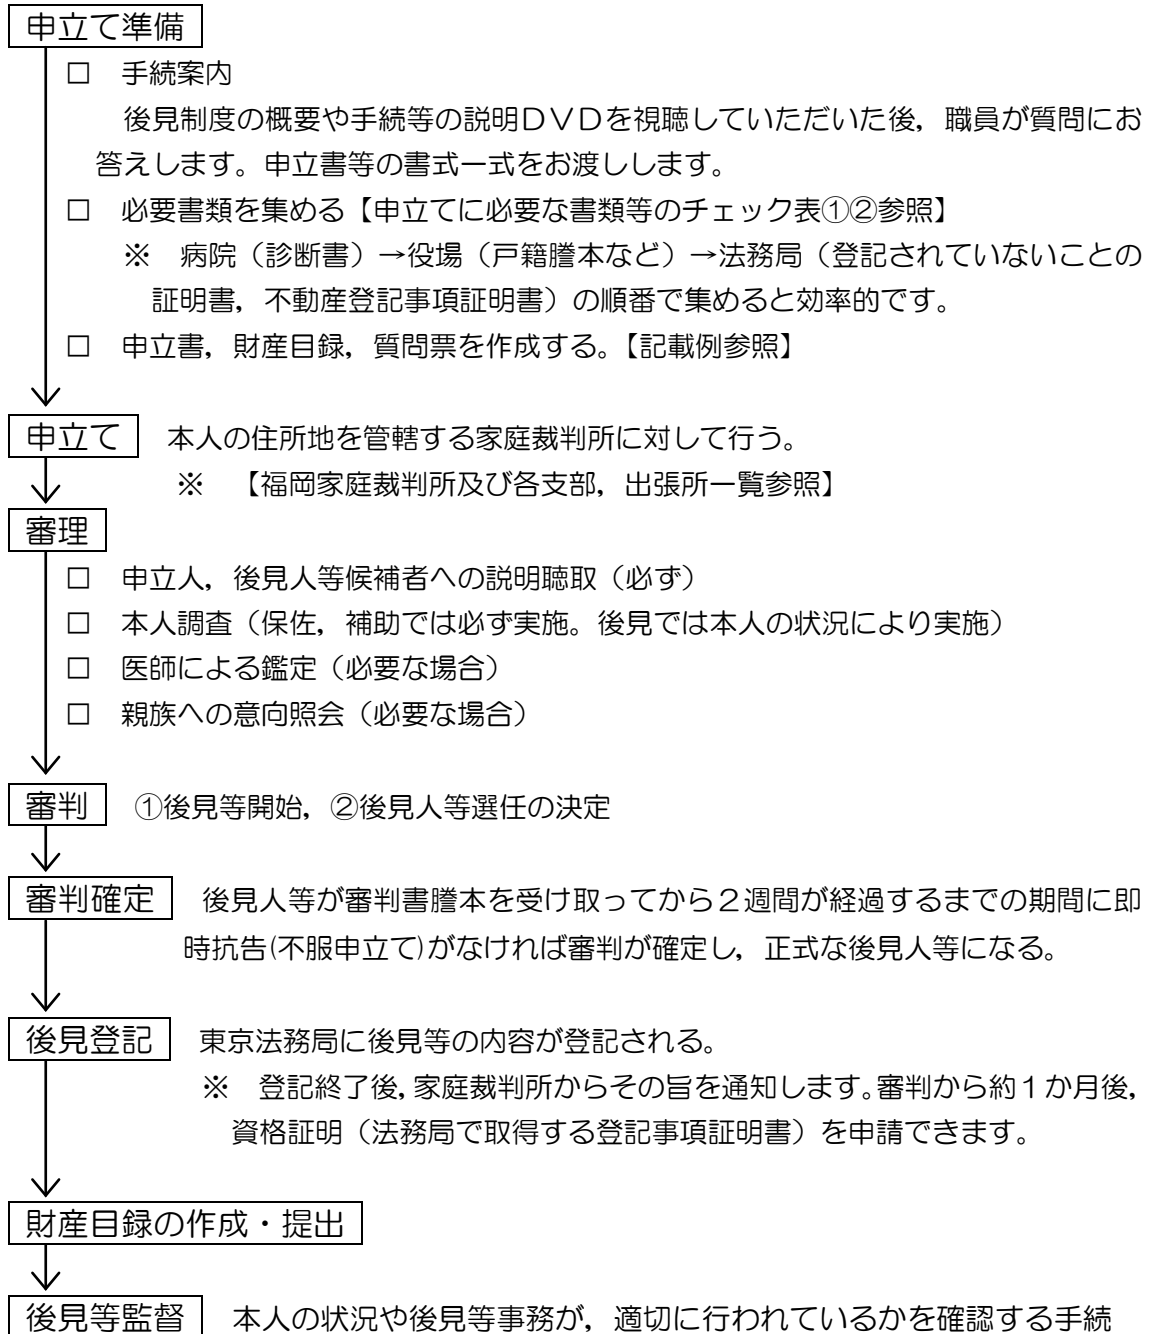 申立て準備
□　手続案内
後見制度の概要や手続等の説明ＤＶＤを視聴していただいた後，職員が質問にお
答えします。申立書等の書式一式をお渡しします。
□　必要書類を集める【申立てに必要な書類等のチェック表①②参照】
※　病院（診断書）→役場（戸籍謄本など）→法務局（登記されていないことの
証明書，不動産登記事項証明書）の順番で集めると効率的です。
□　申立書，財産目録，質問票を作成する。【記載例参照】
申立て　本人の住所地を管轄する家庭裁判所に対して行う。
※　【福岡家庭裁判所及び各支部，出張所一覧参照】
審理
□　申立人，後見人等候補者への説明聴取（必ず）
□　本人調査（保佐，補助では必ず実施。後見では本人の状況により実施）
□　医師による鑑定（必要な場合）
□　親族への意向照会（必要な場合）
審判　①後見等開始，②後見人等選任の決定
審判確定　後見人等が審判書謄本を受け取ってから２週間が経過するまでの期間に即
時抗告(不服申立て)がなければ審判が確定し，正式な後見人等になる。
後見登記　東京法務局に後見等の内容が登記される。
※　登記終了後，家庭裁判所からその旨を通知します。審判から約１か月後，
資格証明（法務局で取得する登記事項証明書）を申請できます。
財産目録の作成・提出
後見等監督　本人の状況や後見等事務が，適切に行われているかを確認する手続